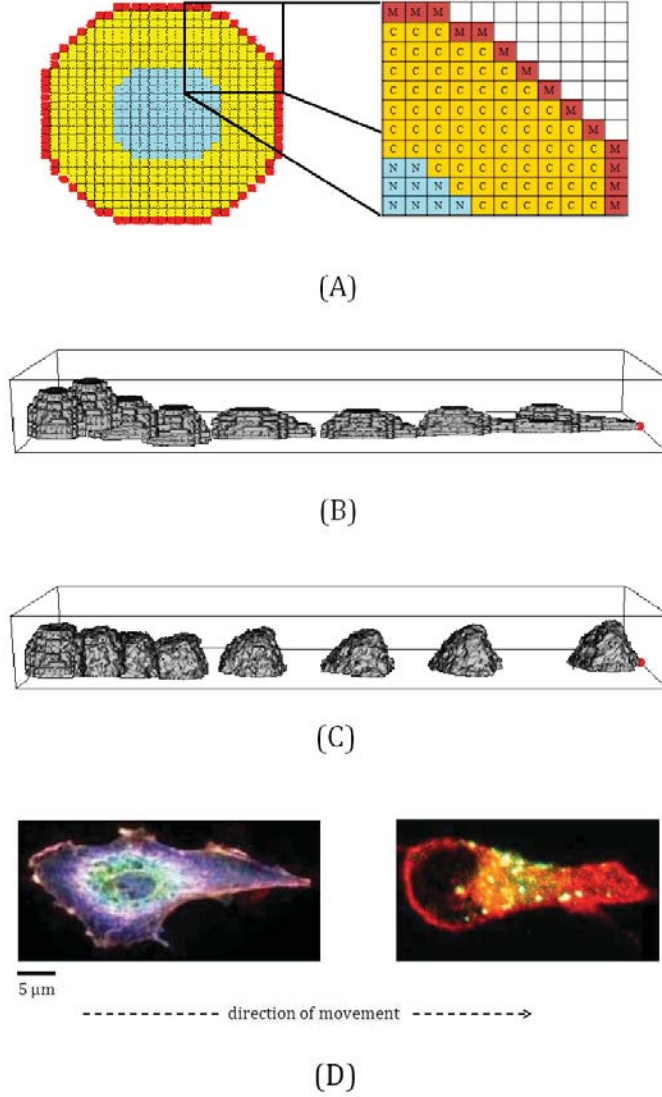 M M M
C C C M M
C C C C C M
C C C C C C M
C C C C C C C M
C C C C C C C C M
C C C C C C C C C M
C C C C C C C C C C M
N N C C C C C C C C M
N N N C C C C C C C M
N N N N C C C C C C M
(A)
(B)
(C)
5 μm
direction of movement
(D)